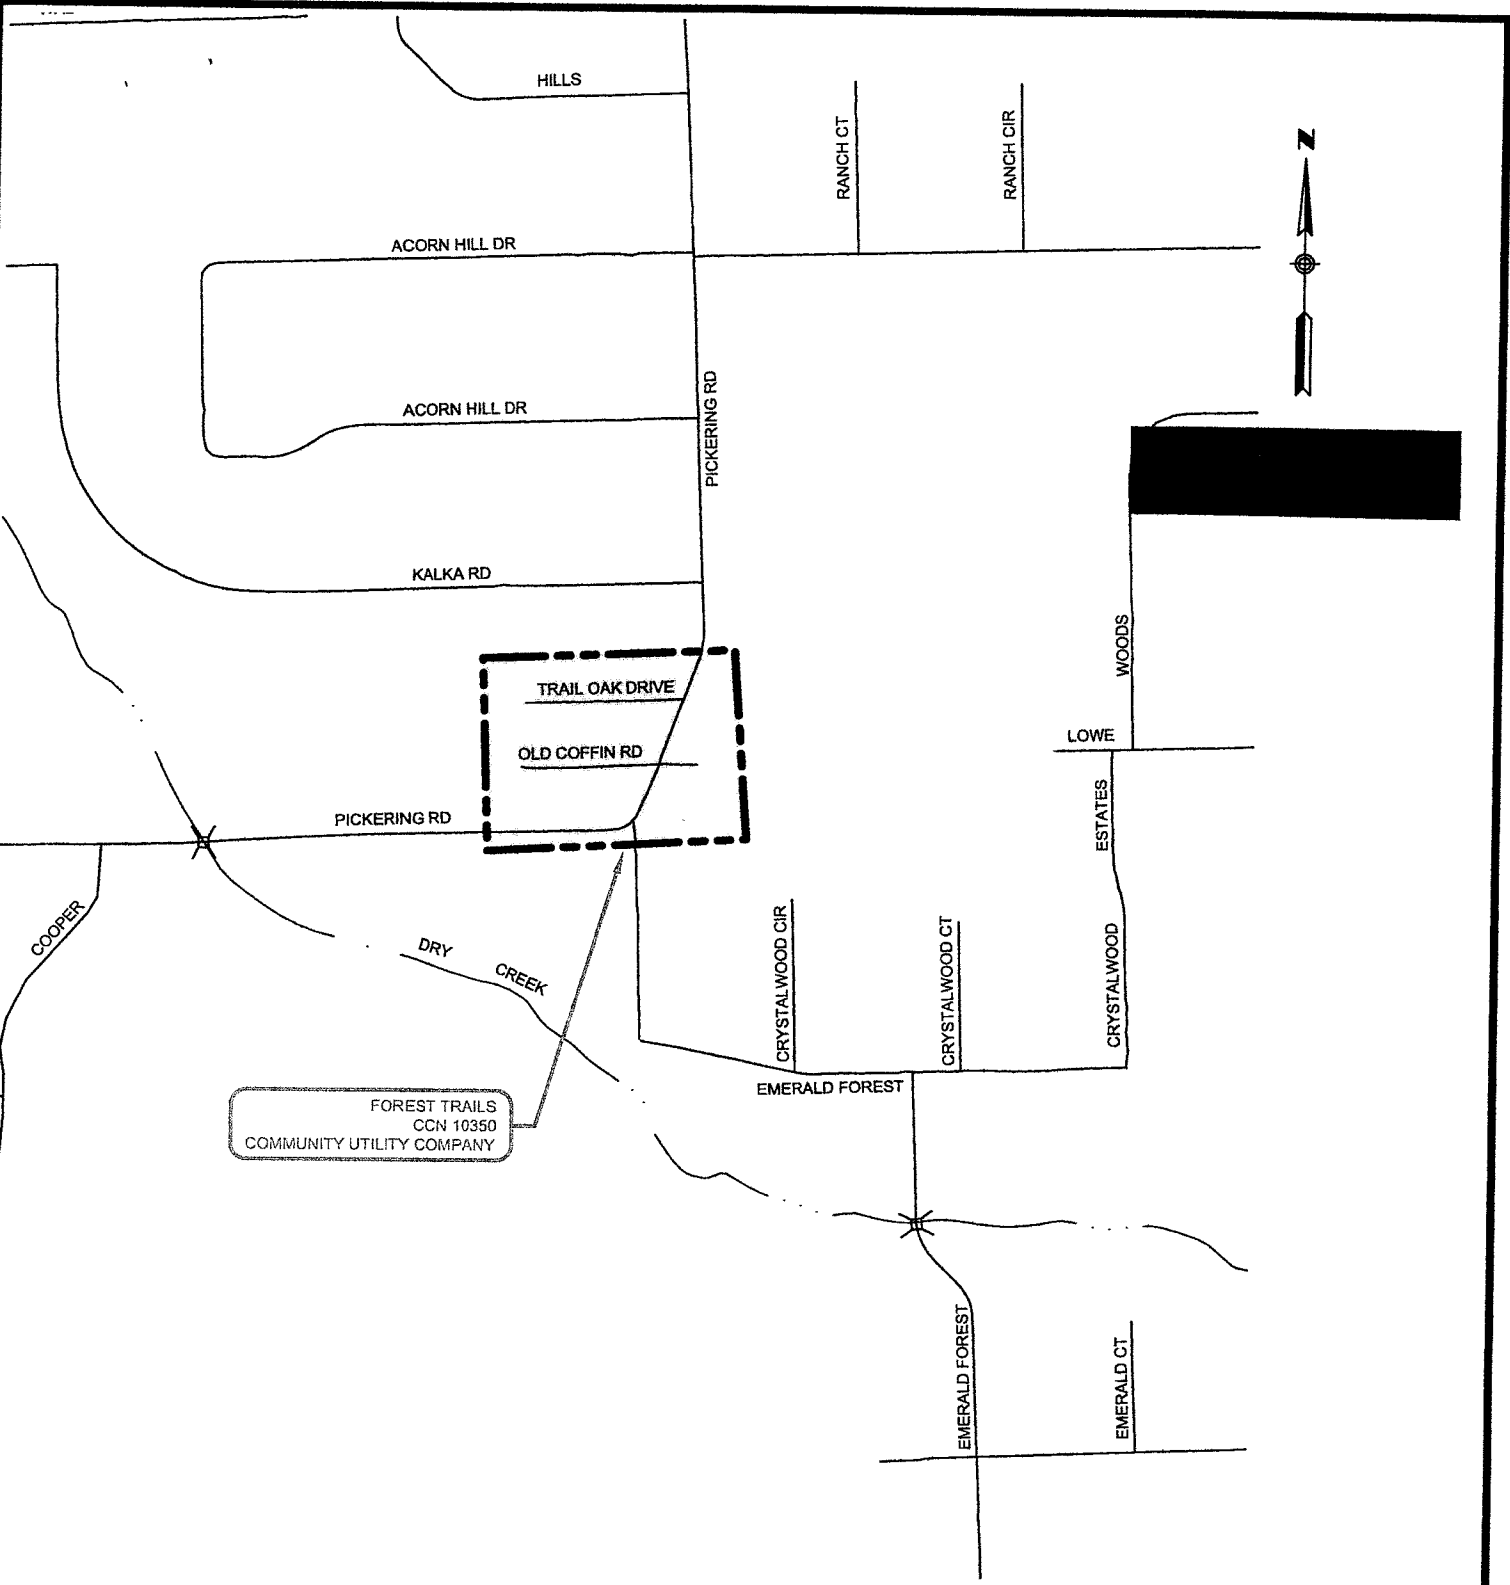 HILLS
RANCH CT
RANCH CIR
N
ACORN HILL DR
ACORN HILL DR
PICKERING RD
KALKA RD
WOODS
TRAIL OAK DRIVE
LOWE
OLD COFFIN RD
ESTATES
PICKERING RD
COOPER
DRY
CREEK
CRYSTALWOOD CIR
CRYSTALWOOD CT
CRYSTALWOOD
EMERALD FOREST
FOREST TRAILS
CCN 10350
COMMUNITY UTILITY COMPANY
EMERALD FOREST
EMERALD CT